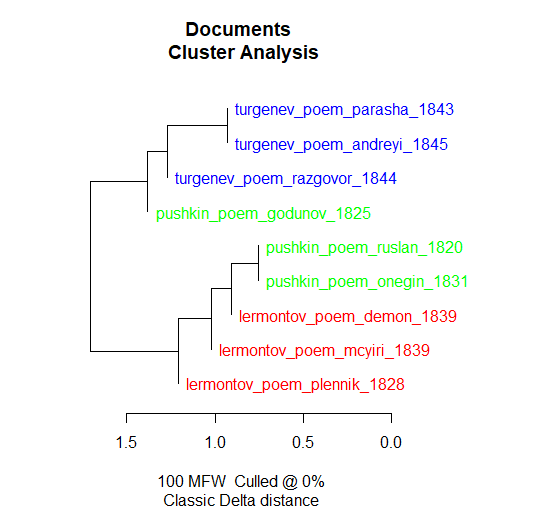 Documents
Cluster Analysis
turgenev_poem_parasha_1843
turgenev_poem_andreyi_1845
turgenev_poem_razgovor_1844
pushkin_poem_godunov_1825
pushkin_poem_ruslan_1820
pushkin_poem_onegin_1831
lermontov_poem_demon_1839
lermontov_poem_mcyiri_1839
lermontov_poem_plennik_1828
1.5 1.0 0.5 0.0
100 MFW Culled @ 0%
Classic Delta distance